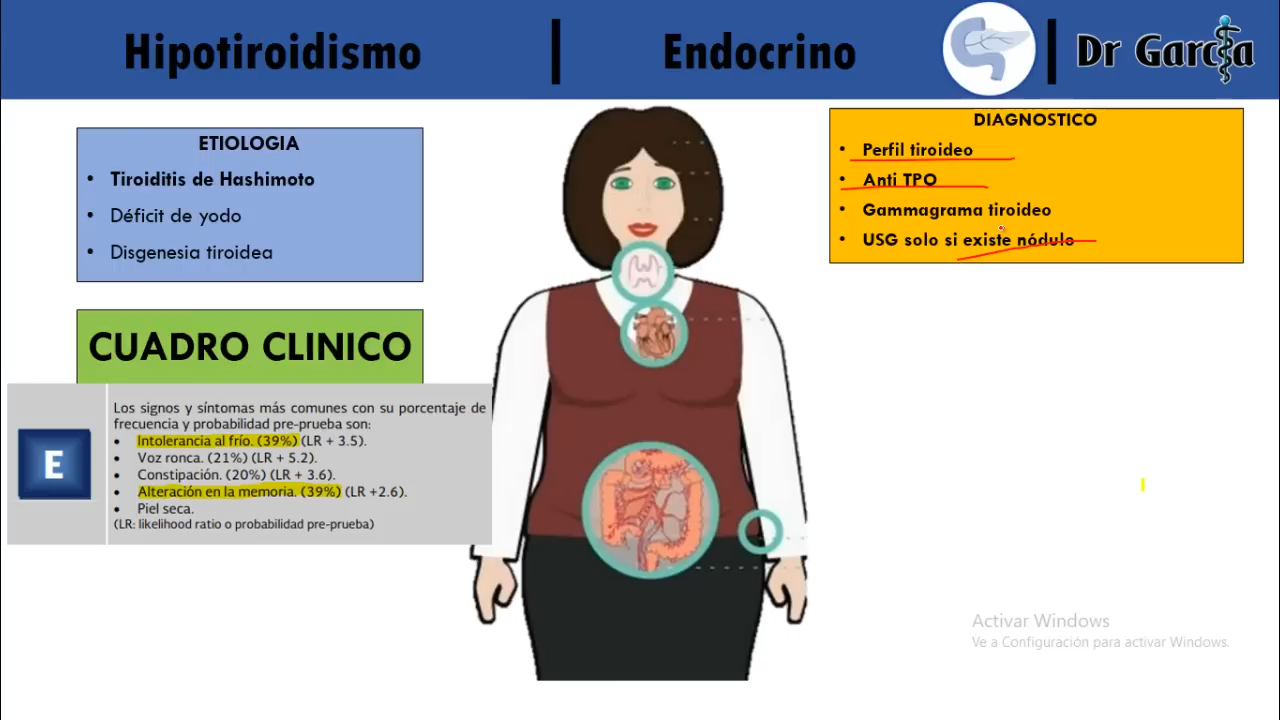 Hipotiroidismo | Endocrino
Dr García
ETIOLOGIA
• Tiroiditis de Hashimoto
• Déficit de yodo
• Disgenesia tiroidea
CUADRO CLINICO
E
Los signos y síntomas más comunes con su porcentaje de
frecuencia y probabilidad pre-prueba son:
• Intolerancia al frío. (39%) (LR + 3.5).
• Voz ronca. (21%) (LR + 5.2).
• Constipación. (20%) (LR + 3.6).
• Alteración en la memoria. (39%) (LR +2.6).
• Piel seca.
(LR: likelihood ratio o probabilidad pre-prueba)
DIAGNOSTICO
• Perfil tiroideo
• Anti TPO
• Gammagrama tiroideo
• USG solo si existe nódulo
Activar Windows
Ve a Configuración para activar Windows.